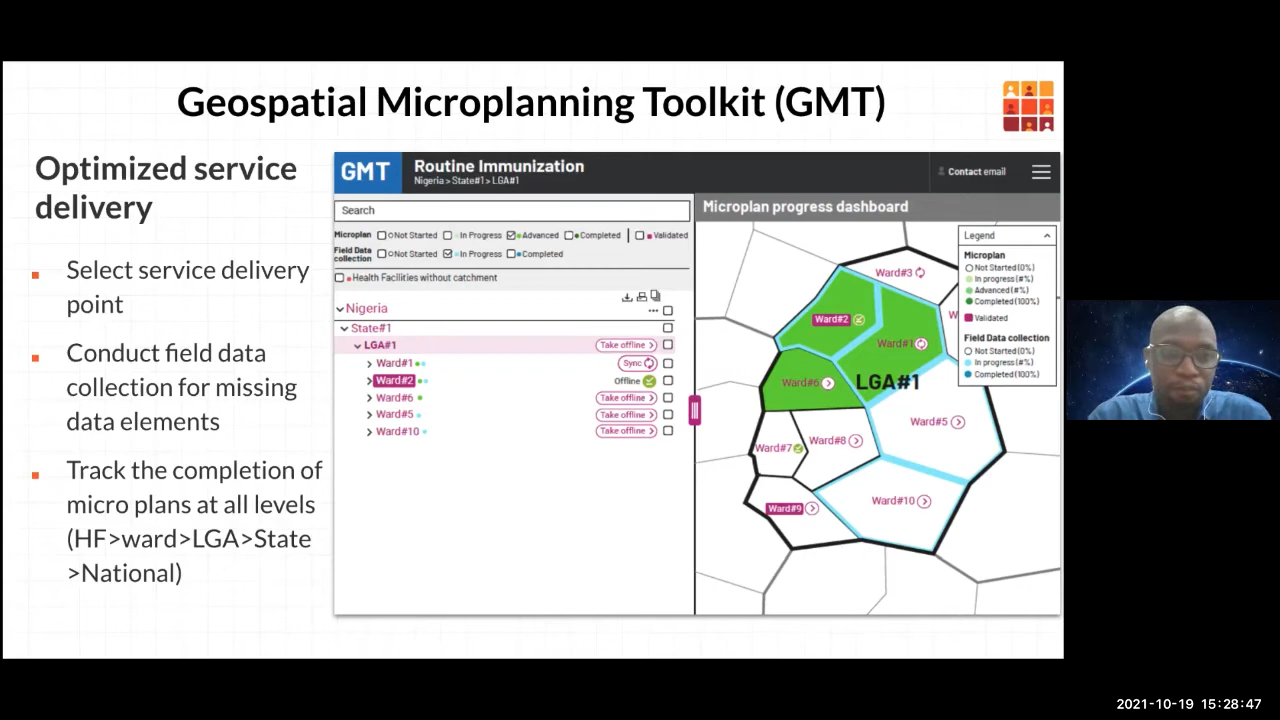 Geospatial Microplanning Toolkit (GMT)
Optimized service
delivery
Select service delivery
point
Conduct field data
collection for missing
data elements
Track the completion of
micro plans at all levels
(HF>ward>LGA>State
>National)
GMT
Routine Immunization
Nigeria > State#1 > LGA#1
Contact email
Search
Microplan Not Started In Progress Advanced Completed Validated
Field Data
collection Not Started In Progress Completed
Health Facilities without catchment
Nigeria
State#1
LGA#1 Take offline
Ward#1 Sync
Ward#2 Offline
Ward#6 Take offline
Ward#5 Take offline
Ward#10 Take offline
Microplan progress dashboard
Ward#3
Ward#2
Ward#1
Ward#6
LGA#1
Ward#5
Ward#7
Ward#8
Ward#10
Ward#9
Legend
Microplan
Not Started (0%)
In progress (#%)
Advanced (#%)
Completed (100%)
Validated
Field Data collection
Not Started (0%)
In progress (#%)
Completed (100%)
2021-10-19 15:28:47